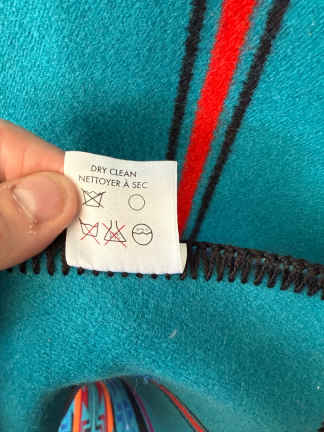 DRY CLEAN
NETTOYER À SEC